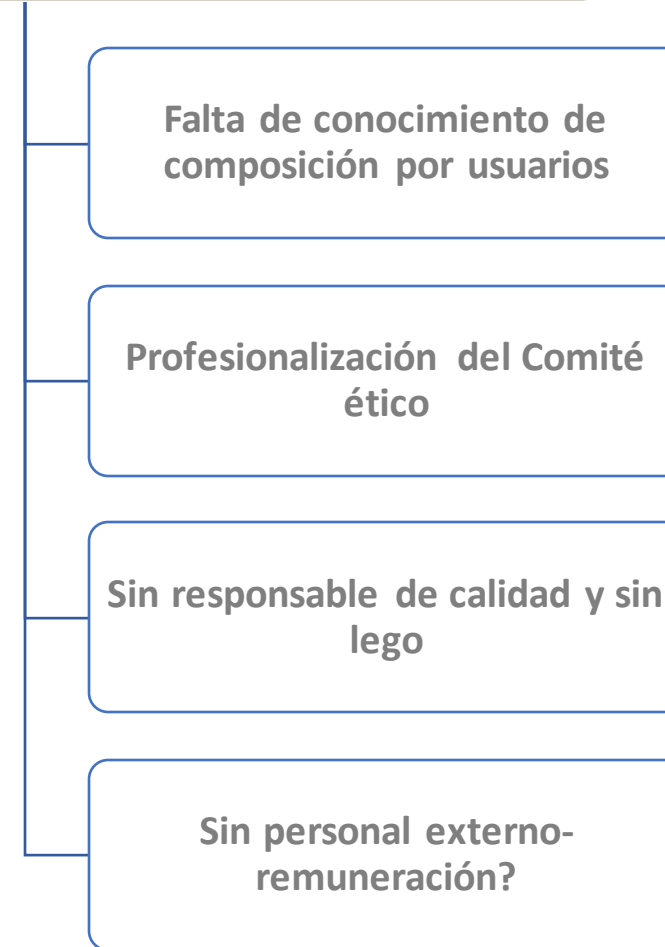 Falta de conocimiento de
composición por usuarios
Profesionalización del Comité
ético
Sin responsable de calidad y sin
lego
Sin personal externo-
remuneración?